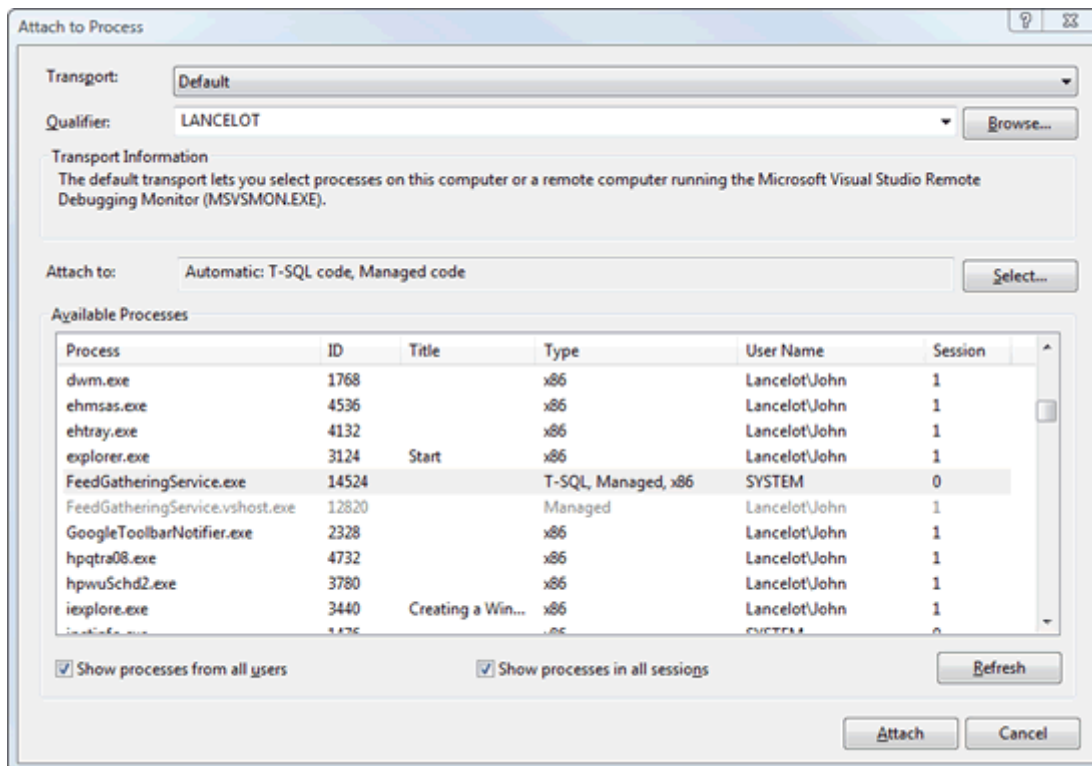 Attach to Process
Transport: Default
Qualifier: LANCELOT Browse...
Transport Information
The default transport lets you select processes on this computer or a remote computer running the Microsoft Visual Studio Remote
Debugging Monitor (MSVSMON.EXE).
Attach to: Automatic: T-SQL code, Managed code Select...
Available Processes
Process ID Title Type User Name Session
dwm.exe 1768 x86 Lancelot\John 1
ehmsas.exe 4536 x86 Lancelot\John 1
ehtray.exe 4132 x86 Lancelot\John 1
explorer.exe 3124 Start x86 Lancelot\John 1
FeedGatheringService.exe 14524 T-SQL, Managed, x86 SYSTEM 0
FeedGatheringService.vshost.exe 12820 Managed Lancelot\John 1
GoogleToolbarNotifier.exe 2328 x86 Lancelot\John 1
hpqtra08.exe 4732 x86 Lancelot\John 1
hpwuSchd2.exe 3780 x86 Lancelot\John 1
iexplore.exe 3440 Creating a Win... x86 Lancelot\John 1
Show processes from all users Show processes in all sessions Refresh
Attach Cancel